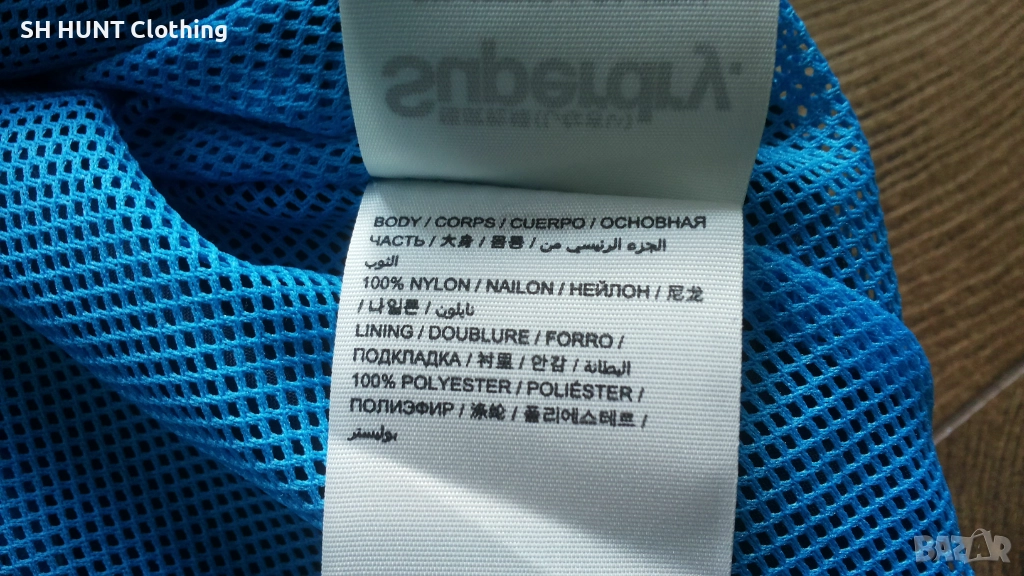 SH HUNT Clothing
Superdry.
BODY / CORPS / CUERPO / ОСНОВНАЯ
ЧАСТЬ / 大身 / 몸통 / الجزء الرئيسي من
الثوب
100% NYLON / NAILON / НЕЙЛОН / 尼龙
/ 나일론 / نايلون
LINING / DOUBLURE / FORRO /
ПОДКЛАДКА / 衬里 / 안감 / البطانة
100% POLYESTER / POLIÉSTER /
ПОЛИЭФИР / 涤纶 / 폴리에스테르 /
بوليستر
BAZAR